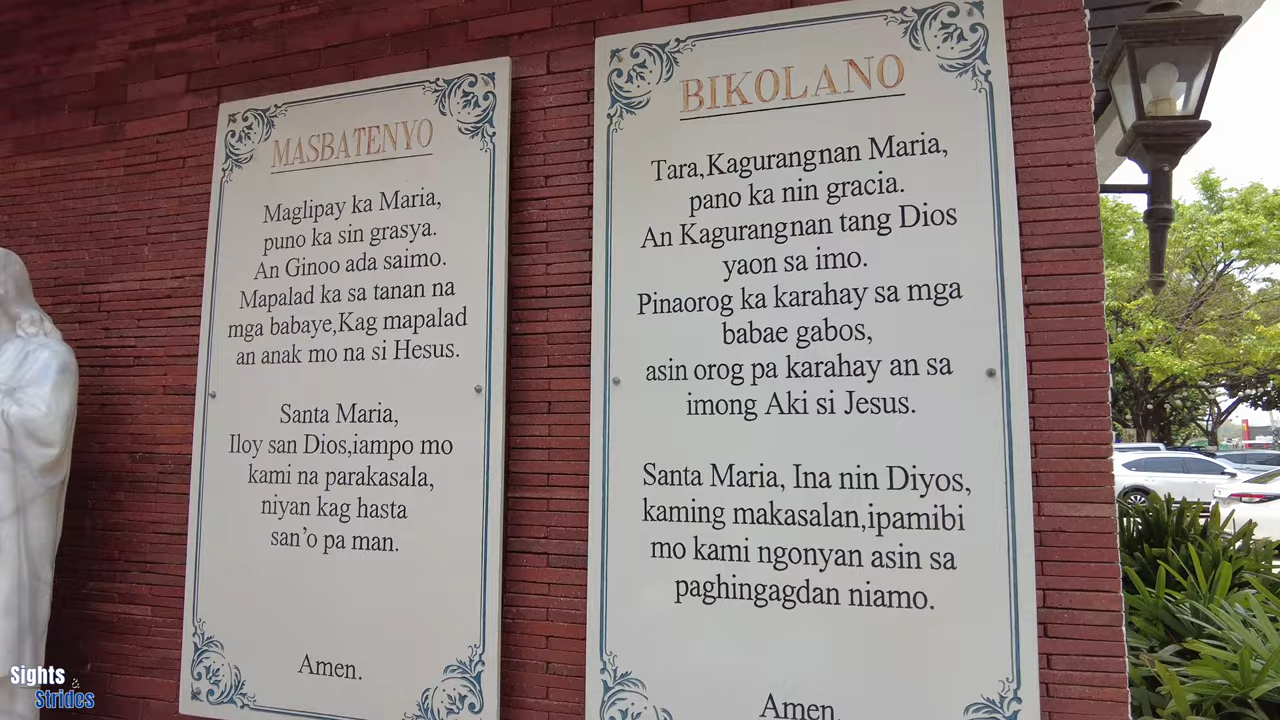 MASBATENYO
Maglipay ka Maria,
puno ka sin grasya.
An Ginoo ada saimo.
Mapalad ka sa tanan na
mga babaye,Kag mapalad
an anak mo na si Hesus.
Santa Maria,
Iloy san Dios,iampo mo
kami na parakasala,
niyan kag hasta
san'o pa man.
Amen.
BIKOLANO
Tara,Kagurangnan Maria,
pano ka nin gracia.
An Kagurangnan tang Dios
yaon sa imo.
Pinaorog ka karahay sa mga
babae gabos,
asin orog pa karahay an sa
imong Aki si Jesus.
Santa Maria, Ina nin Diyos,
kaming makasalan,ipamibi
mo kami ngonyan asin sa
paghingagdan niamo.
Amen.
Sights
&
Strides